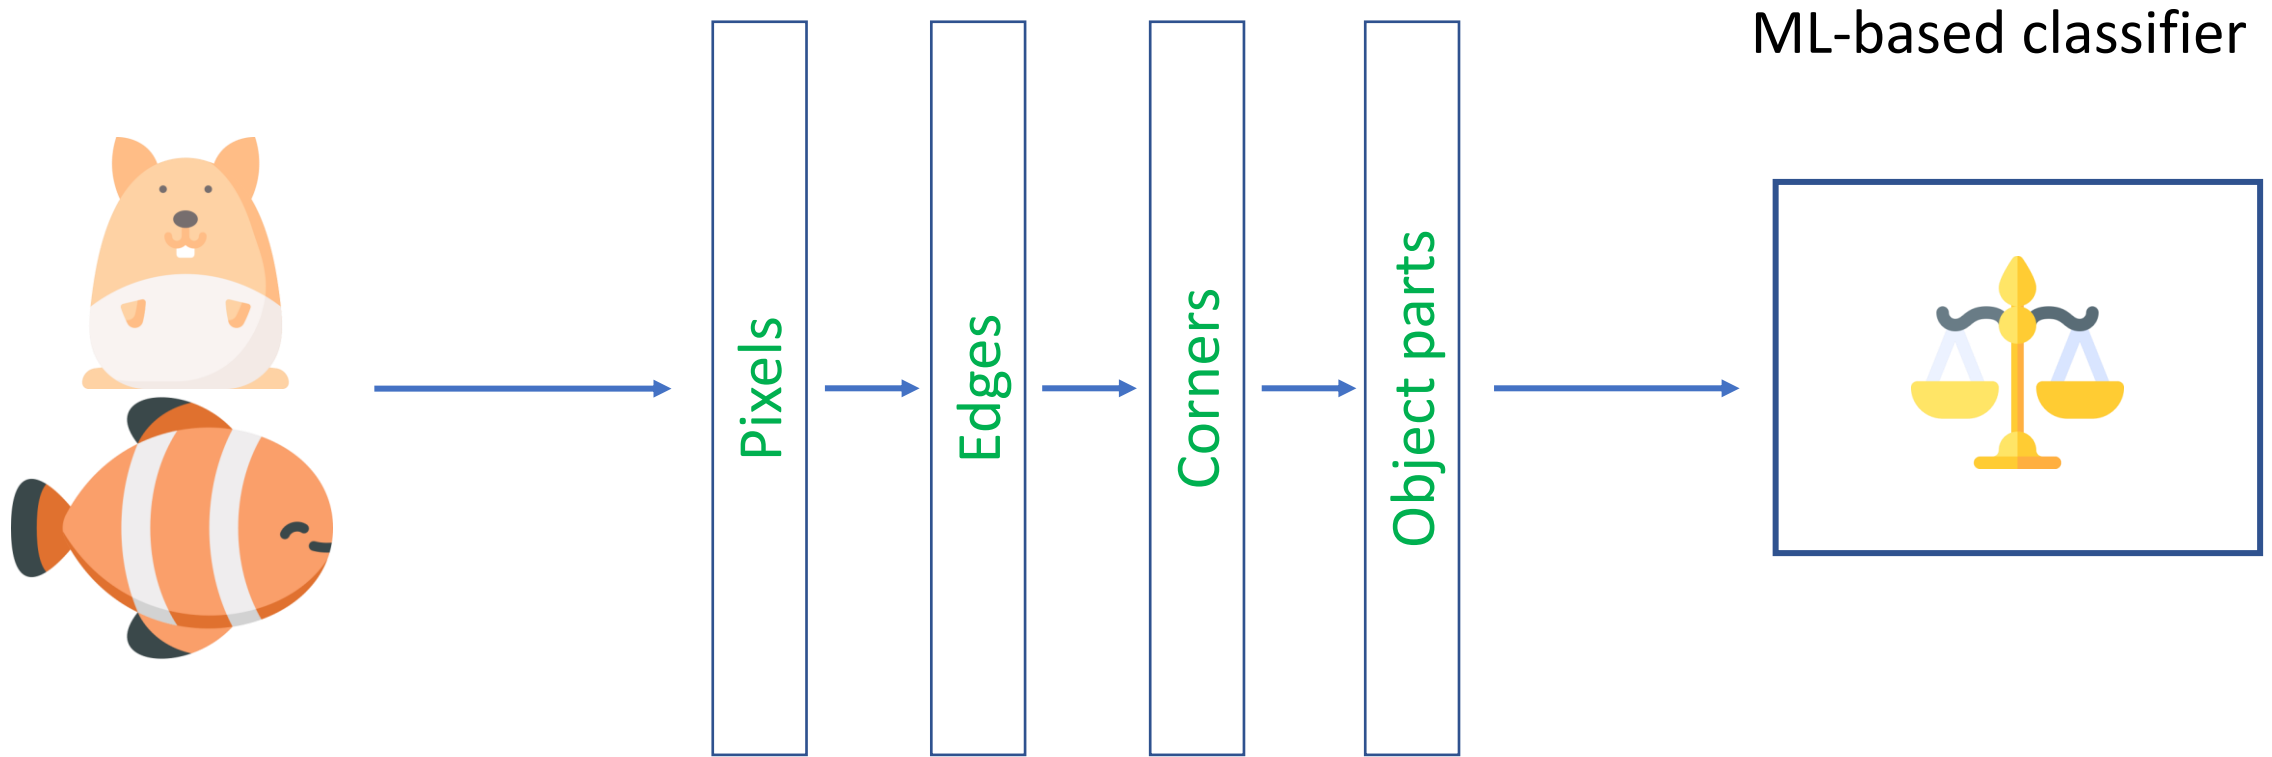 ML-based classifier
Pixels
Edges
Corners
Object parts